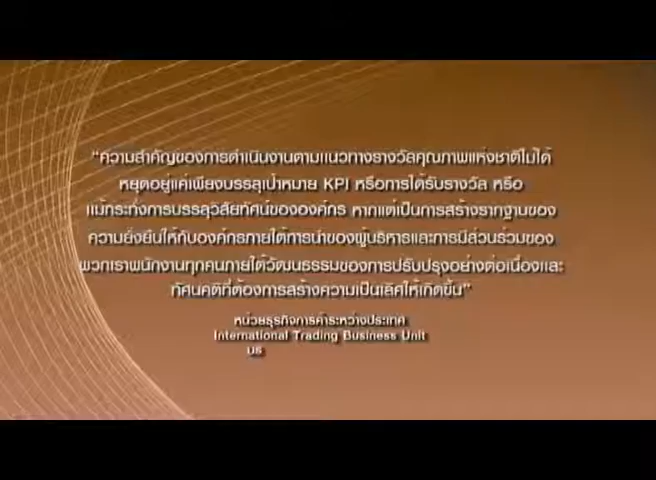 “ความสำคัญของการดำเนินงานตามแนวทางรางวัลคุณภาพแห่งชาติไม่ได้
หยุดอยู่แค่เพียงบรรลุเป้าหมาย KPI หรือการได้รับรางวัล หรือ
แม้กระทั่งการบรรลุวิสัยทัศน์ขององค์กร หากแต่เป็นการสร้างรากฐานของ
ความยั่งยืนให้กับองค์กรภายใต้การนำของผู้บริหารและการมีส่วนร่วมของ
พวกเราพนักงานทุกคนภายใต้วัฒนธรรมของการปรับปรุงอย่างต่อเนื่องและ
ทัศนคติที่ต้องการสร้างความเป็นเลิศให้เกิดขึ้น”
หน่วยธุรกิจการค้าระหว่างประเทศ
International Trading Business Unit
บร